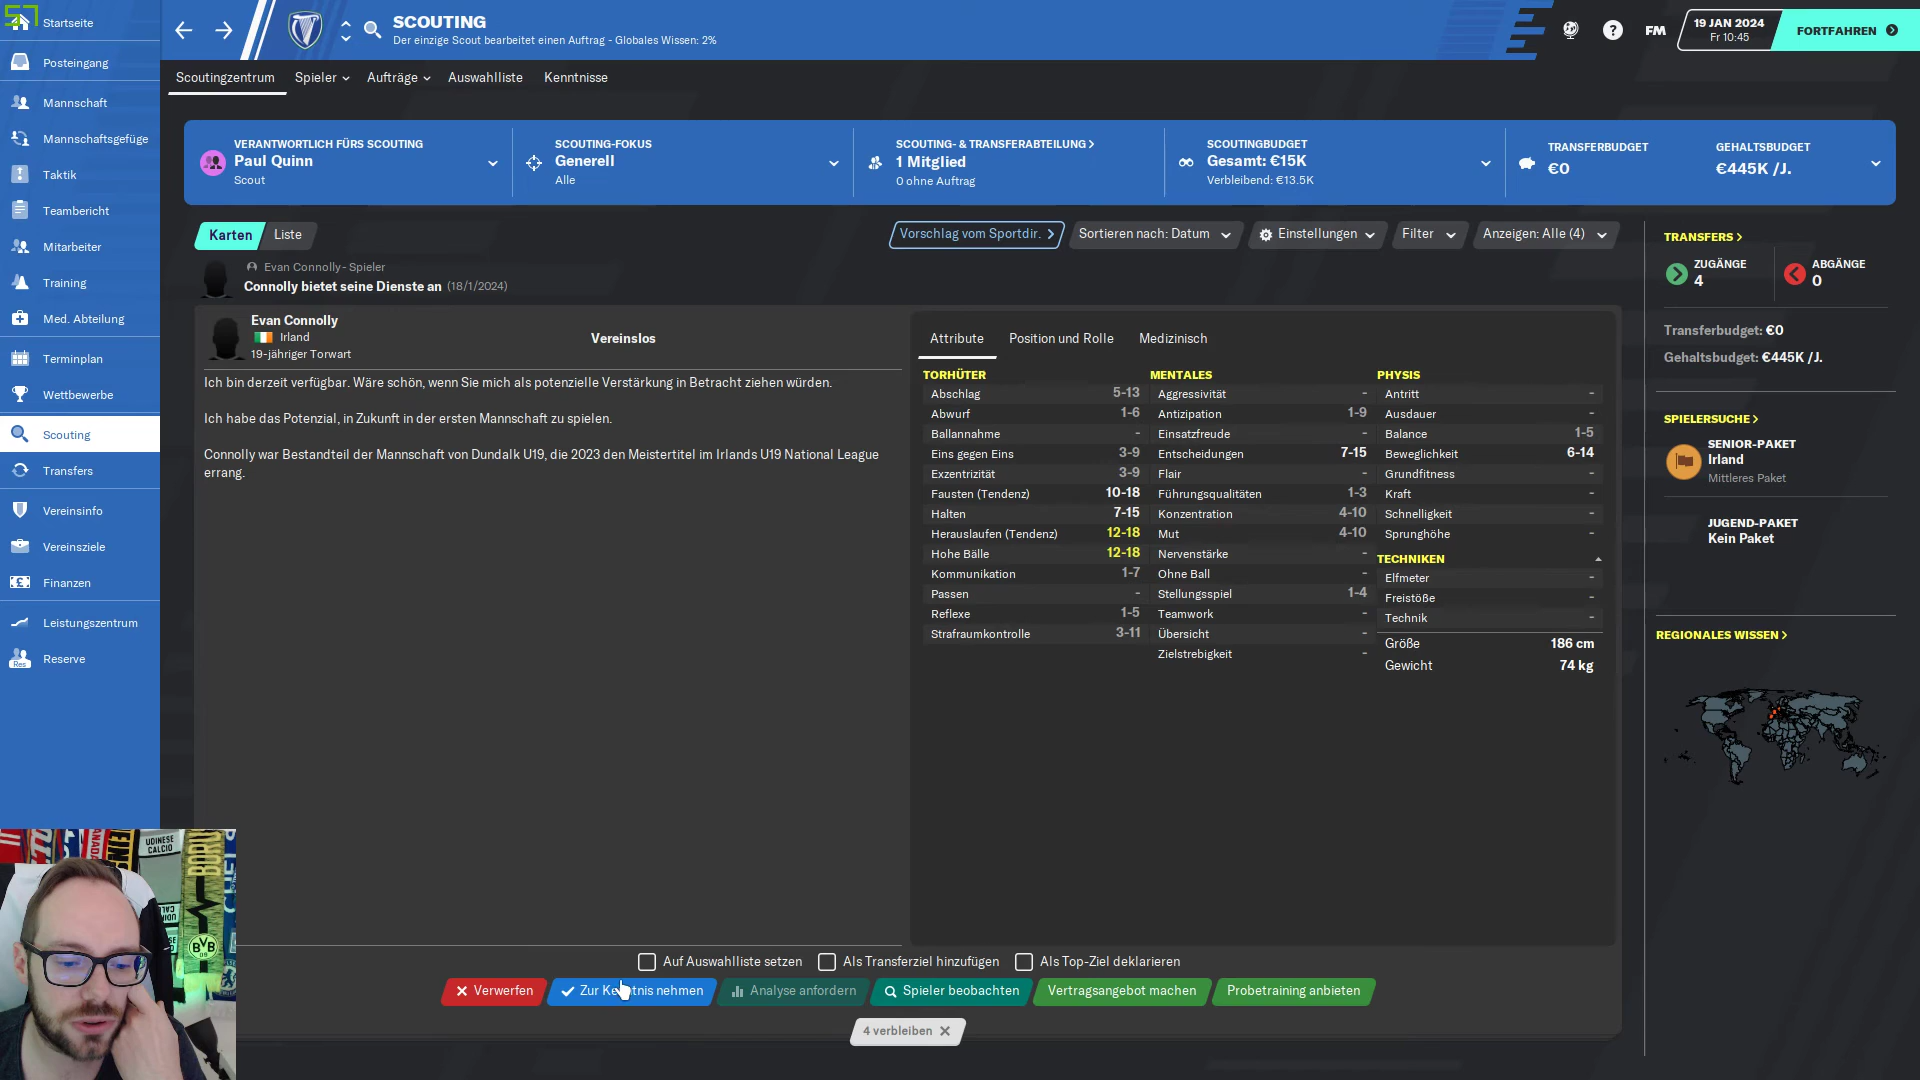 57
Startseite
Posteingang
Mannschaft
Mannschaftsgefüge
Taktik
Teambericht
Mitarbeiter
Training
Med. Abteilung
Terminplan
Wettbewerbe
Scouting
Transfers
Vereinsinfo
Vereinsziele
Finanzen
Leistungszentrum
Res
Reserve
SCOUTING
Der einzige Scout bearbeitet einen Auftrag - Globales Wissen: 2%
FM
19 JAN 2024
Fr 10:45
FORTFAHREN
Scoutingzentrum
Spieler
Aufträge
Auswahlliste
Kenntnisse
VERANTWORTLICH FÜRS SCOUTING
Paul Quinn
Scout
SCOUTING-FOKUS
Generell
Alle
SCOUTING- & TRANSFERABTEILUNG
1 Mitglied
0 ohne Auftrag
SCOUTINGBUDGET
Gesamt: €15K
Verbleibend: €13.5K
TRANSFERBUDGET
€0
GEHALTSBUDGET
€445K /J.
Karten
Liste
Vorschlag vom Sportdir.
Sortieren nach: Datum
Einstellungen
Filter
Anzeigen: Alle (4)
Evan Connolly - Spieler
Connolly bietet seine Dienste an (18/1/2024)
Evan Connolly
Irland
19-jähriger Torwart
Vereinslos
Ich bin derzeit verfügbar. Wäre schön, wenn Sie mich als potenzielle Verstärkung in Betracht ziehen würden.
Ich habe das Potenzial, in Zukunft in der ersten Mannschaft zu spielen.
Connolly war Bestandteil der Mannschaft von Dundalk U19, die 2023 den Meistertitel im Irlands U19 National League
errang.
Attribute
Position und Rolle
Medizinisch
TORHÜTER
Abschlag 5-13
Abwurf 1-6
Ballannahme -
Eins gegen Eins 3-9
Exzentrizität 3-9
Fausten (Tendenz) 10-18
Halten 7-15
Herauslaufen (Tendenz) 12-18
Hohe Bälle 12-18
Kommunikation 1-7
Passen -
Reflexe 1-5
Strafraumkontrolle 3-11
MENTALES
Aggressivität -
Antizipation 1-9
Einsatzfreude -
Entscheidungen 7-15
Flair -
Führungsqualitäten 1-3
Konzentration 4-10
Mut 4-10
Nervenstärke -
Ohne Ball -
Stellungsspiel 1-4
Teamwork -
Übersicht -
Zielstrebigkeit -
PHYSIS
Antritt -
Ausdauer -
Balance 1-5
Beweglichkeit 6-14
Grundfitness -
Kraft -
Schnelligkeit -
Sprunghöhe -
TECHNIKEN
Elfmeter -
Freistöße -
Technik -
Größe 186 cm
Gewicht 74 kg
TRANSFERS
ZUGÄNGE
4
ABGÄNGE
0
Transferbudget: €0
Gehaltsbudget: €445K /J.
SPIELERSUCHE
SENIOR-PAKET
Irland
Mittleres Paket
JUGEND-PAKET
Kein Paket
REGIONALES WISSEN
Auf Auswahlliste setzen
Als Transferziel hinzufügen
Als Top-Ziel deklarieren
Verwerfen
Zur Kenntnis nehmen
Analyse anfordern
Spieler beobachten
Vertragsangebot machen
Probetraining anbieten
4 verbleiben
UDINESE
CALCIO
BVB
09